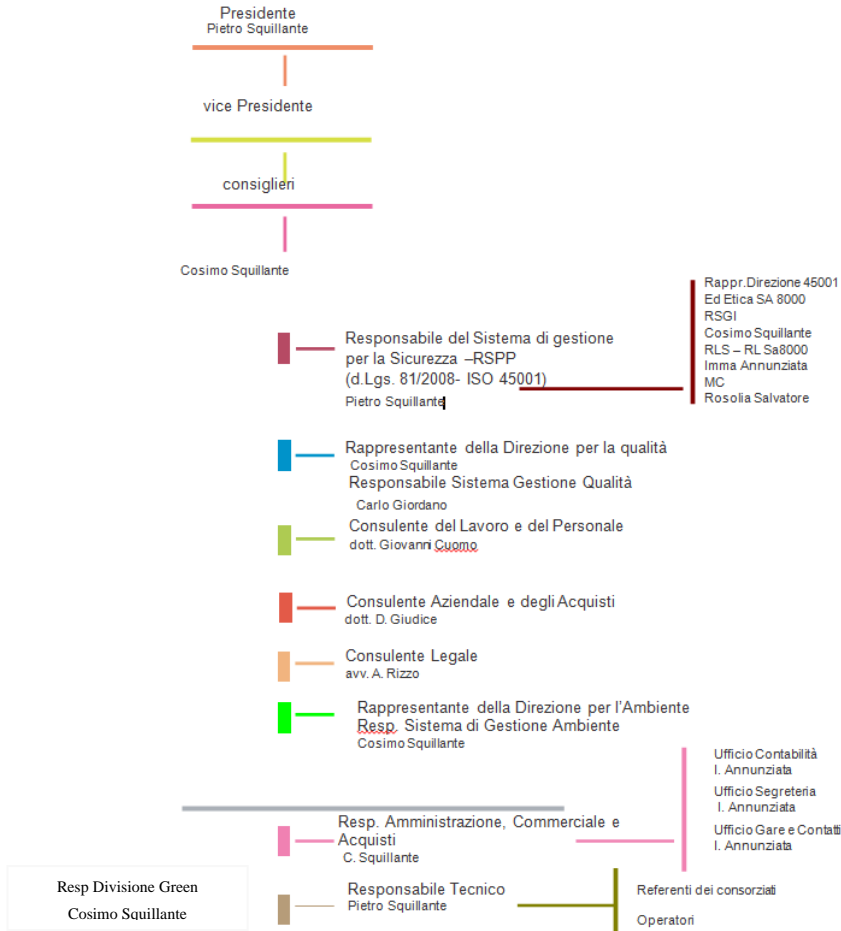 Presidente
Pietro Squillante
vice Presidente
consiglieri
Cosimo Squillante
Rappr.Direzione 45001
Ed Etica SA 8000
RSGI
Cosimo Squillante
RLS – RL Sa8000
Imma Annunziata
MC
Rosolia Salvatore
Responsabile del Sistema di gestione
per la Sicurezza –RSPP
(d.Lgs. 81/2008- ISO 45001)
Pietro Squillante
Rappresentante della Direzione per la qualità
Cosimo Squillante
Responsabile Sistema Gestione Qualità
Carlo Giordano
Consulente del Lavoro e del Personale
dott. Giovanni Cuomo
Consulente Aziendale e degli Acquisti
dott. D. Giudice
Consulente Legale
avv. A. Rizzo
Rappresentante della Direzione per l'Ambiente
Resp. Sistema di Gestione Ambiente
Cosimo Squillante
Ufficio Contabilità
I. Annunziata
Ufficio Segreteria
I. Annunziata
Ufficio Gare e Contatti
I. Annunziata
Resp. Amministrazione, Commerciale e
Acquisti
C. Squillante
Resp Divisione Green
Cosimo Squillante
Responsabile Tecnico
Pietro Squillante
Referenti dei consorziati
Operatori